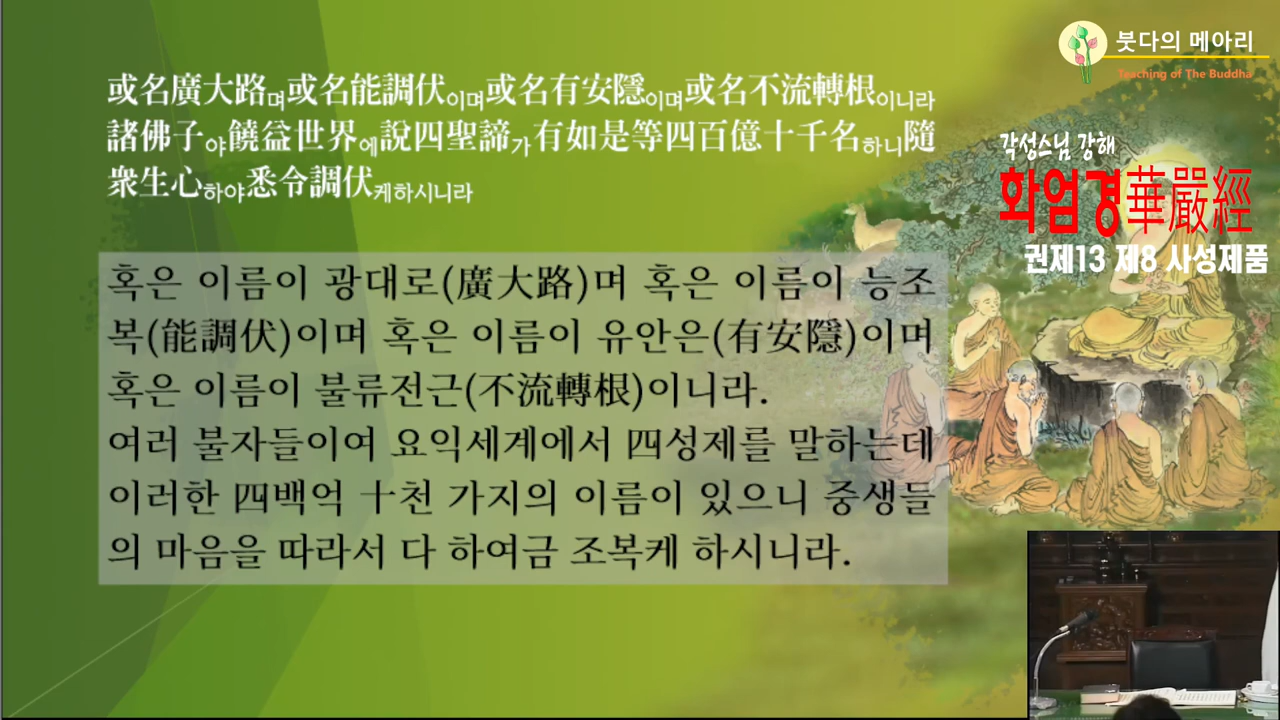 或名廣大路며或名能調伏이며或名有安隱이며或名不流轉根이니라
諸佛子야饒益世界에說四聖諦가有如是等四百億十千名하니隨
衆生心하야悉令調伏케하시니라
혹은 이름이 광대로(廣大路)며 혹은 이름이 능조
복(能調伏)이며 혹은 이름이 유안은(有安隱)이며
혹은 이름이 불류전근(不流轉根)이니라.
여러 불자들이여 요익세계에서 四성제를 말하는데
이러한 四백억 十천 가지의 이름이 있으니 중생들
의 마음을 따라서 다 하여금 조복케 하시니라.
붓다의 메아리
Teaching of The Buddha
각성스님 강해
화엄경華嚴經
권제13 제8 사성제품